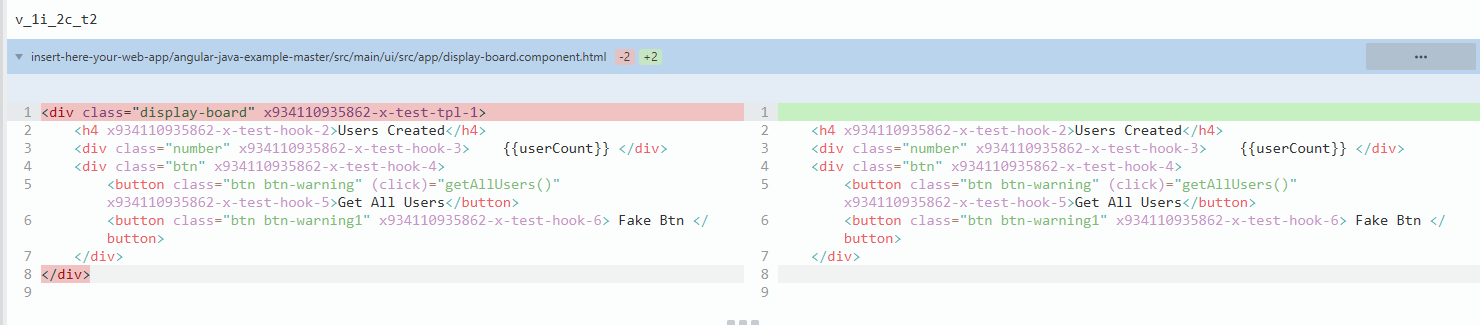 v_1i_2c_t2
insert-here-your-web-app/angular-java-example-master/src/main/ui/src/app/display-board.component.html -2 +2 ...
1 <div class="display-board" x934110935862-x-test-tpl-1>
2 <h4 x934110935862-x-test-hook-2>Users Created</h4>
3 <div class="number" x934110935862-x-test-hook-3> {{userCount}} </div>
4 <div class="btn" x934110935862-x-test-hook-4>
5 <button class="btn btn-warning" (click)="getAllUsers()"
x934110935862-x-test-hook-5>Get All Users</button>
6 <button class="btn btn-warning1" x934110935862-x-test-hook-6> Fake Btn </
button>
7 </div>
8 </div>
9
1
2 <h4 x934110935862-x-test-hook-2>Users Created</h4>
3 <div class="number" x934110935862-x-test-hook-3> {{userCount}} </div>
4 <div class="btn" x934110935862-x-test-hook-4>
5 <button class="btn btn-warning" (click)="getAllUsers()"
x934110935862-x-test-hook-5>Get All Users</button>
6 <button class="btn btn-warning1" x934110935862-x-test-hook-6> Fake Btn </
button>
7 </div>
8
9